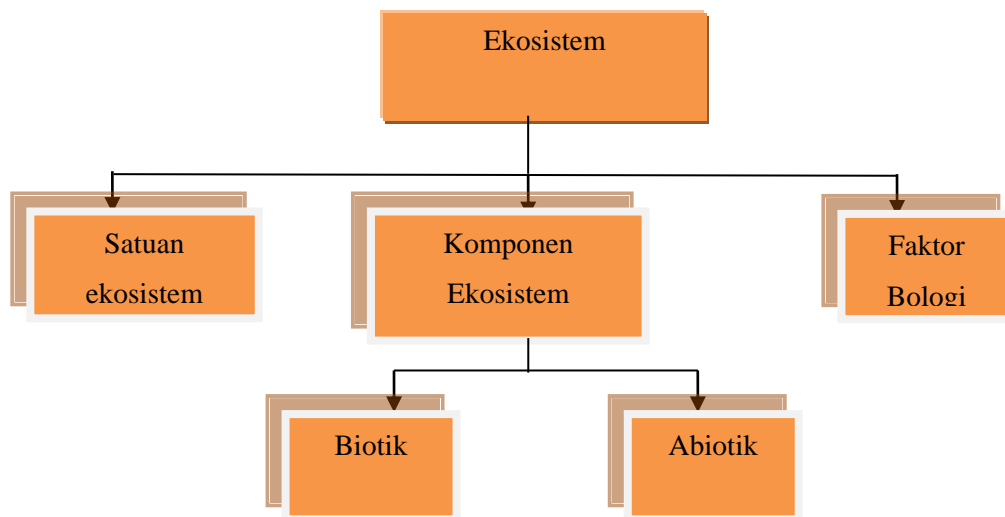 Ekosistem
Satuan
ekosistem
Komponen
Ekosistem
Faktor
Bologi
Biotik
Abiotik